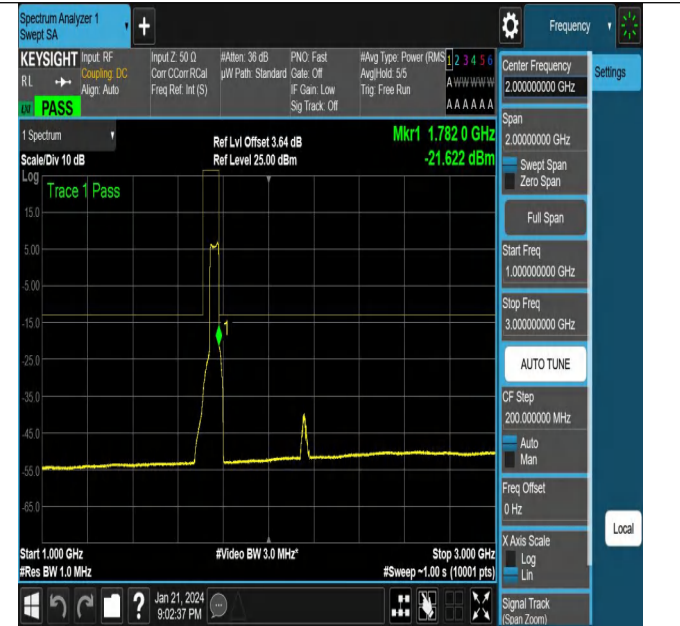 Spectrum Analyzer 1
Swept SA
+
Frequency
KEYSIGHT
RL
LXI
PASS
Input: RF
Coupling: DC
Align: Auto
Input Z: 50 Ω
Corr CCorr RCal
Freq Ref: Int (S)
#Atten: 36 dB
µW Path: Standard
PNO: Fast
Gate: Off
IF Gain: Low
Sig Track: Off
#Avg Type: Power (RMS
Avg|Hold: 5/5
Trig: Free Run
1 2 3 4 5 6
A W W W W W
A A A A A A
1 Spectrum
Scale/Div 10 dB
Log
Ref Lvl Offset 3.64 dB
Ref Level 25.00 dBm
Mkr1 1.782 0 GHz
-21.622 dBm
Trace 1 Pass
15.0
5.00
-5.00
-15.0
-25.0
-35.0
-45.0
-55.0
-65.0
1
Start 1.000 GHz
#Res BW 1.0 MHz
#Video BW 3.0 MHz*
Stop 3.000 GHz
#Sweep ~1.00 s (10001 pts)
Center Frequency
2.000000000 GHz
Settings
Span
2.00000000 GHz
Swept Span
Zero Span
Full Span
Start Freq
1.000000000 GHz
Stop Freq
3.000000000 GHz
AUTO TUNE
CF Step
200.000000 MHz
Auto
Man
Freq Offset
0 Hz
X Axis Scale
Log
Lin
Signal Track
(Span Zoom)
Local
?
Jan 21, 2024
9:02:37 PM